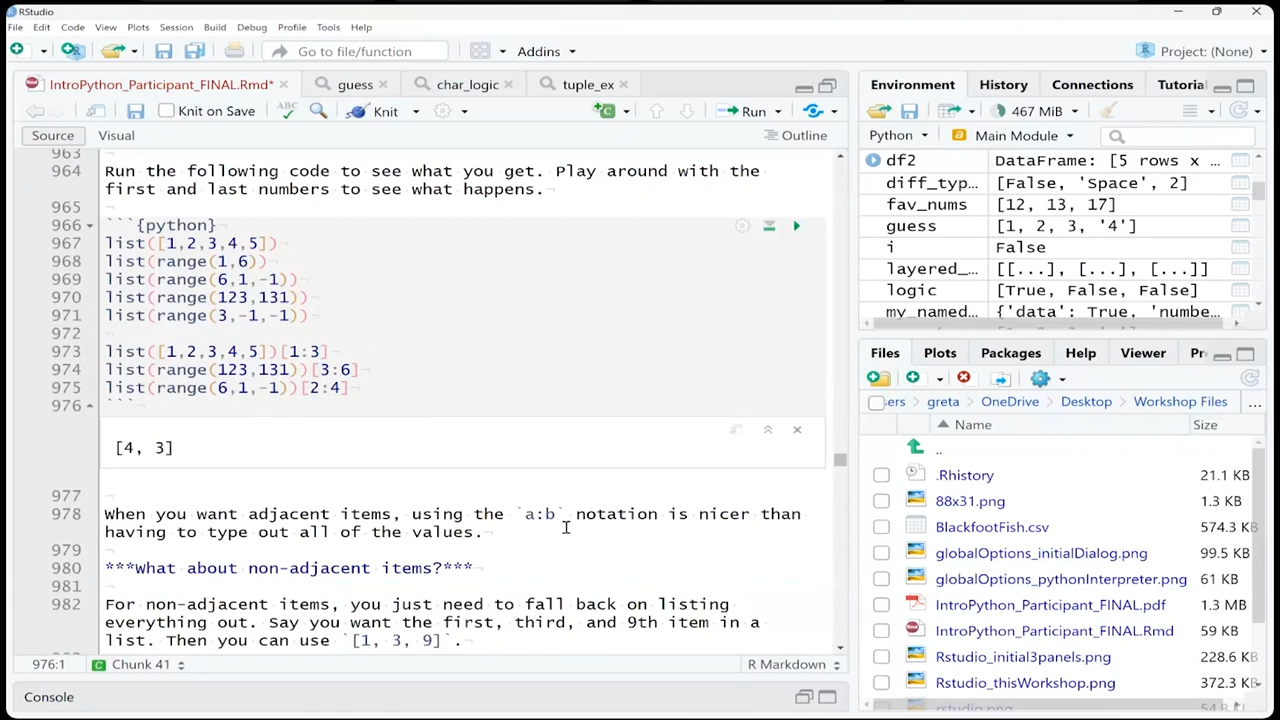 RStudio
File Edit Code View Plots Session Build Debug Profile Tools Help
Go to file/function Addins Project: (None)
IntroPython_Participant_FINAL.Rmd* guess char_logic tuple_ex
Knit on Save ABC Knit Run
Source Visual Outline
963
964 Run the following code to see what you get. Play around with the
first and last numbers to see what happens.
965
966 ```{python}
967 list([1,2,3,4,5])
968 list(range(1,6))
969 list(range(6,1,-1))
970 list(range(123,131))
971 list(range(3,-1,-1))
972
973 list([1,2,3,4,5])[1:3]
974 list(range(123,131))[3:6]
975 list(range(6,1,-1))[2:4]
976 ```
[4, 3]
977
978 When you want adjacent items, using the `a:b` notation is nicer than
having to type out all of the values.
979
980 ***What about non-adjacent items?***
981
982 For non-adjacent items, you just need to fall back on listing
everything out. Say you want the first, third, and 9th item in a
list. Then you can use `[1, 3, 9]`.
976:1 Chunk 41 R Markdown
Console
Environment History Connections Tutoria
467 MiB
Python Main Module
df2 DataFrame: [5 rows x ...
diff_typ... [False, 'Space', 2]
fav_nums [12, 13, 17]
guess [1, 2, 3, '4']
i False
layered_... [[...], [...], [...]]
logic [True, False, False]
my_named... {'data': True, 'numbe...
Files Plots Packages Help Viewer Pr
ers greta OneDrive Desktop Workshop Files ...
Name Size
..
.Rhistory 21.1 KB
88x31.png 1.3 KB
BlackfootFish.csv 574.3 KB
globalOptions_initialDialog.png 99.5 KB
globalOptions_pythonInterpreter.png 61 KB
IntroPython_Participant_FINAL.pdf 1.3 MB
IntroPython_Participant_FINAL.Rmd 59 KB
Rstudio_initial3panels.png 228.6 KB
Rstudio_thisWorkshop.png 372.3 KB
rstudio.png 54.8 KB